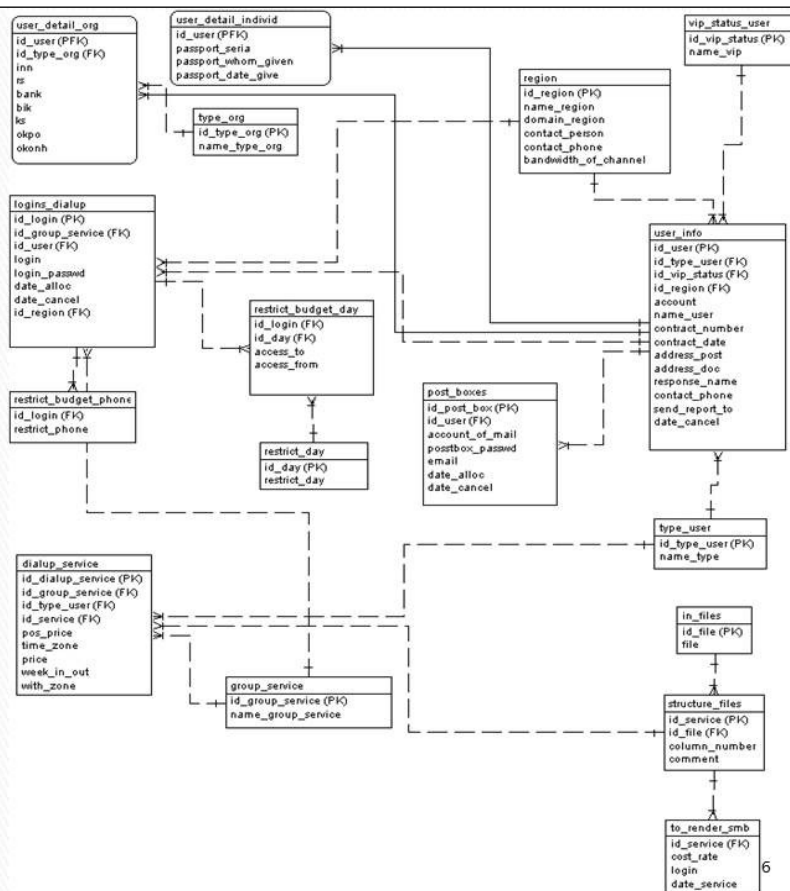 user_detail_org
id_user (PFK)
id_type_org (FK)
inn
rs
bank
bik
ks
okpo
okonh
user_detail_individ
id_user (PFK)
passport_seria
passport_whom_given
passport_date_give
vip_status_user
id_vip_status (PK)
name_vip
region
id_region (PK)
name_region
domain_region
contact_person
contact_phone
bandwidth_of_channel
type_org
id_type_org (PK)
name_type_org
logins_dialup
id_login (PK)
id_group_service (FK)
id_user (FK)
login
login_passwd
date_alloc
date_cancel
id_region (FK)
user_info
id_user (PK)
id_type_user (FK)
id_vip_status (FK)
id_region (FK)
account
name_user
contract_number
contract_date
address_post
address_doc
response_name
contact_phone
send_report_to
date_cancel
restrict_budget_day
id_login (FK)
id_day (FK)
access_to
access_from
restrict_budget_phone
id_login (FK)
restrict_phone
post_boxes
id_post_box (PK)
id_user (FK)
account_of_mail
posstbox_passwd
email
date_alloc
date_cancel
restrict_day
id_day (PK)
restrict_day
type_user
id_type_user (PK)
name_type
dialup_service
id_dialup_service (PK)
id_group_service (FK)
id_type_user (FK)
id_service (FK)
pos_price
time_zone
price
week_in_out
with_zone
in_files
id_file (PK)
file
group_service
id_group_service (PK)
name_group_service
structure_files
id_service (PK)
id_file (FK)
column_number
comment
to_render_smb
id_service (FK)
cost_rate
login
date_service
6